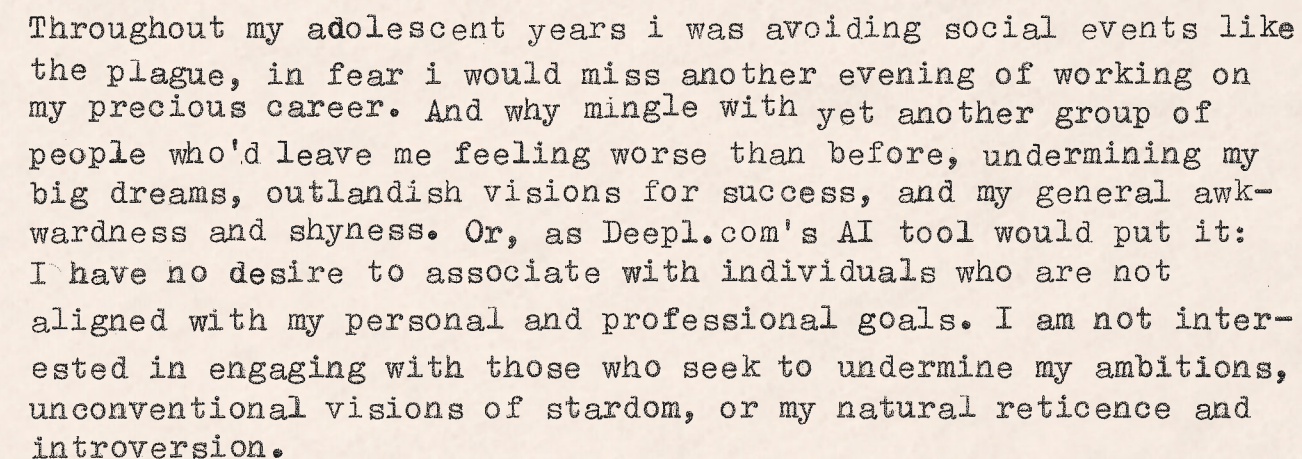 Throughout my adolescent years i was avoiding social events like
the plague, in fear i would miss another evening of working on
my precious career. And why mingle with yet another group of
people who'd leave me feeling worse than before, undermining my
big dreams, outlandish visions for success, and my general awk-
wardness and shyness. Or, as Deepl.com's AI tool would put it:
I have no desire to associate with individuals who are not
aligned with my personal and professional goals. I am not inter-
ested in engaging with those who seek to undermine my ambitions,
unconventional visions of stardom, or my natural reticence and
introversion.